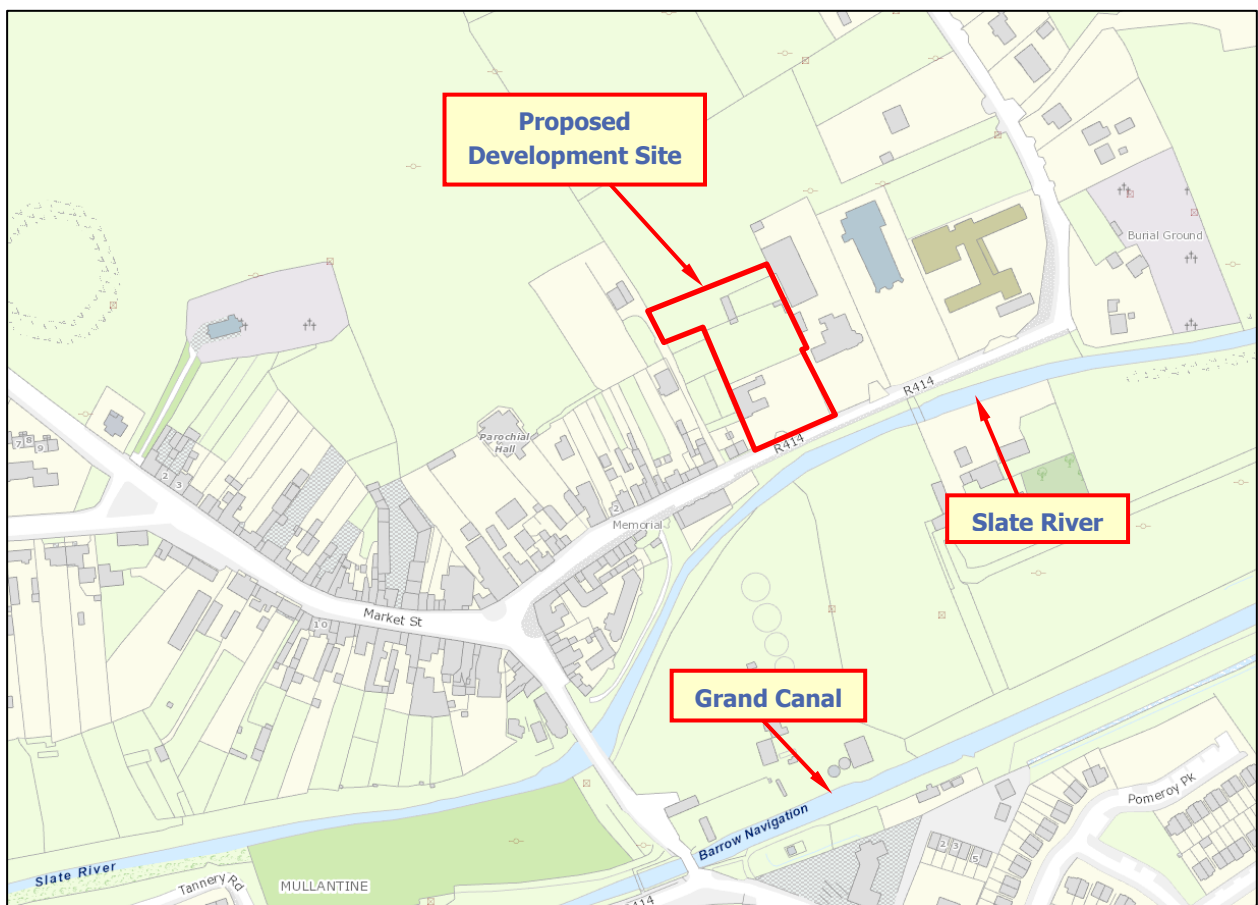 Proposed
Development Site
Burial Ground
R414
R414
Parochial
Hall
7
8
9
2
3
2
Memorial
Slate River
Market St
10
Grand Canal
Pomeroy Pk
Barrow Navigation
2
3
5
Slate River
Tannery Rd
MULLANTINE
R414